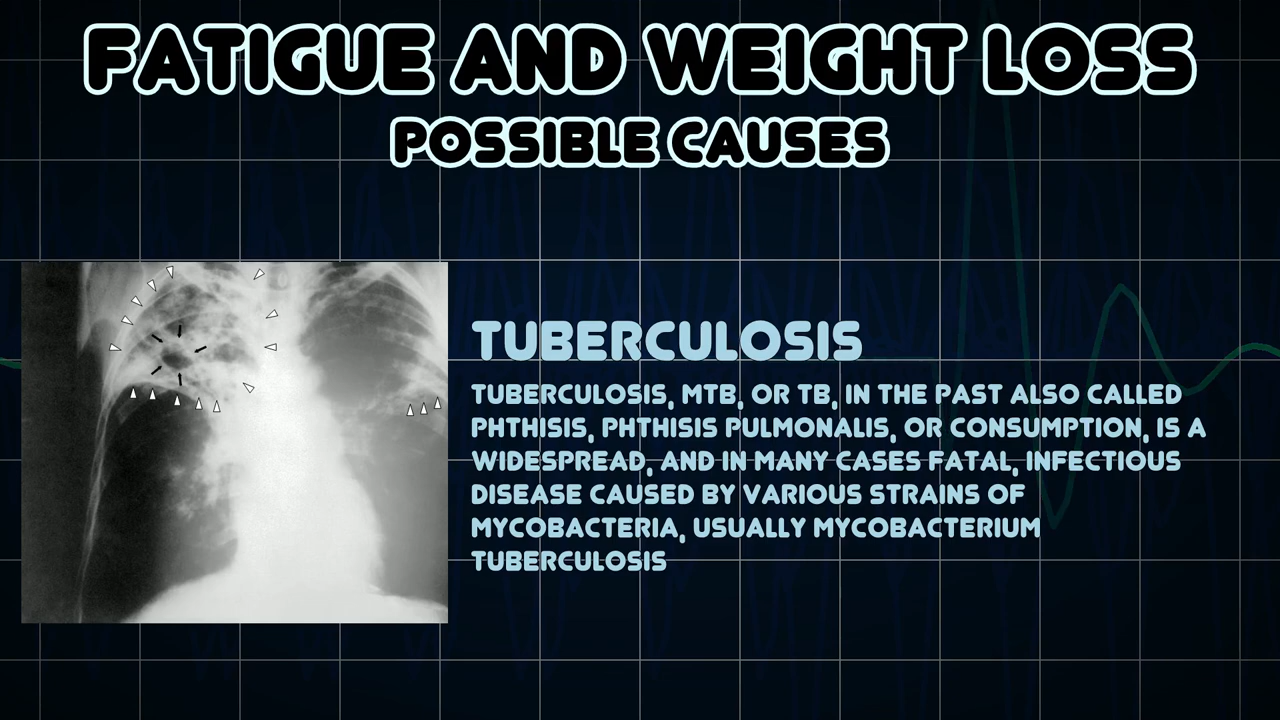 FATIGUE AND WEIGHT LOSS
POSSIBLE CAUSES
TUBERCULOSIS
TUBERCULOSIS, MTB, OR TB, IN THE PAST ALSO CALLED
PHTHISIS, PHTHISIS PULMONALIS, OR CONSUMPTION, IS A
WIDESPREAD, AND IN MANY CASES FATAL, INFECTIOUS
DISEASE CAUSED BY VARIOUS STRAINS OF
MYCOBACTERIA, USUALLY MYCOBACTERIUM
TUBERCULOSIS